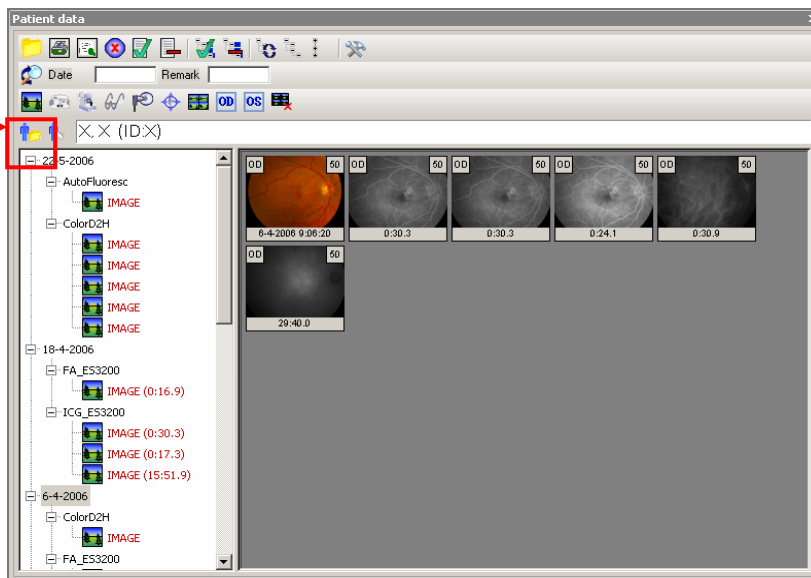 Patient data
Date Remark
OD OS
X, X (ID:X)
22-5-2006
AutoFluoresc
IMAGE
ColorD2H
IMAGE
IMAGE
IMAGE
IMAGE
IMAGE
18-4-2006
FA_ES3200
IMAGE (0:16.9)
ICG_ES3200
IMAGE (0:30.3)
IMAGE (0:17.3)
IMAGE (15:51.9)
6-4-2006
ColorD2H
IMAGE
FA_ES3200
OD 50 OD 50 OD 50 OD 50 OD 50
6-4-2006 9:06:20 0:30.3 0:30.3 0:24.1 0:30.9
OD 50
29:40.0